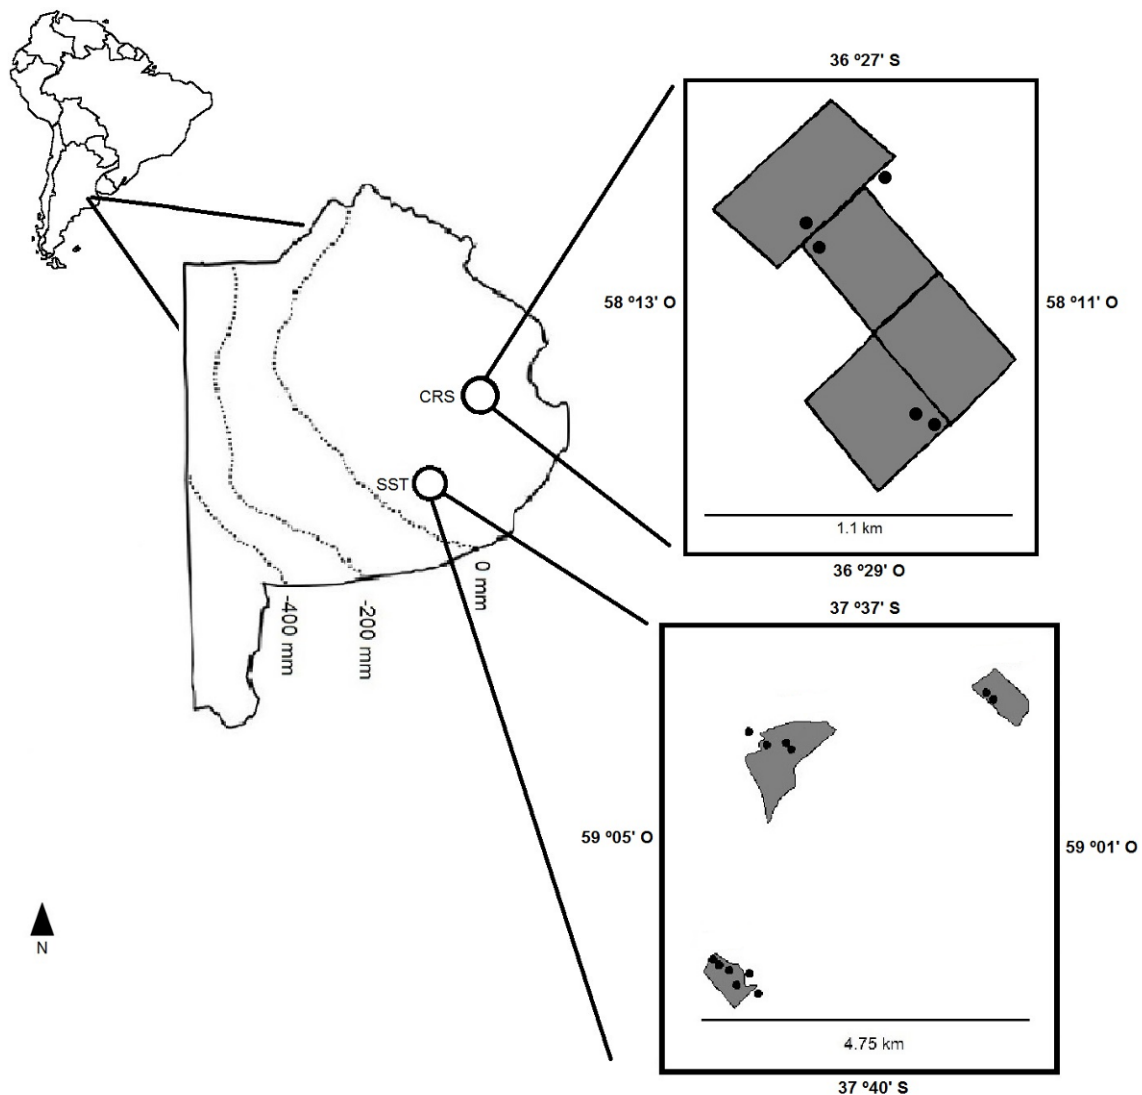 36 º27' S
58 º13' O
58 º11' O
CRS
SST
1.1 km
0 mm
-200 mm
-400 mm
36 º29' O
37 º37' S
59 º05' O
59 º01' O
N
4.75 km
37 º40' S